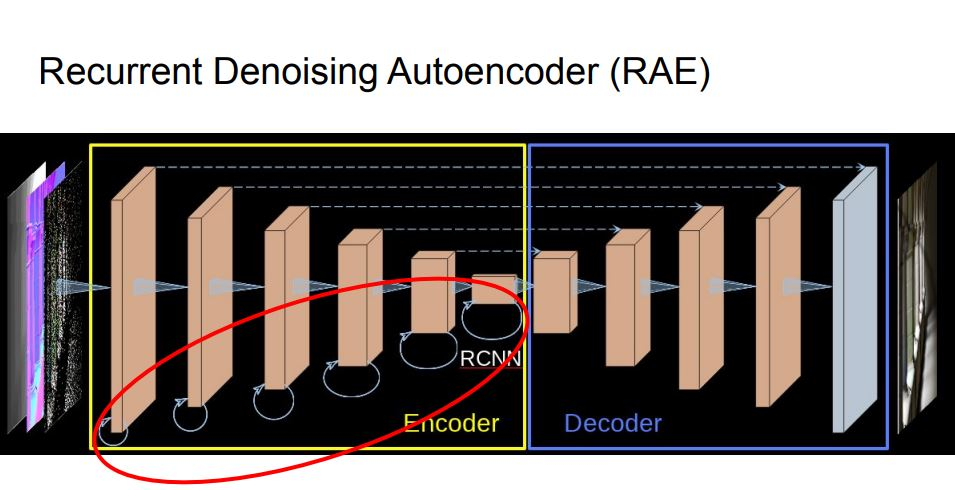 Recurrent Denoising Autoencoder (RAE)
RCNN
Encoder
Decoder